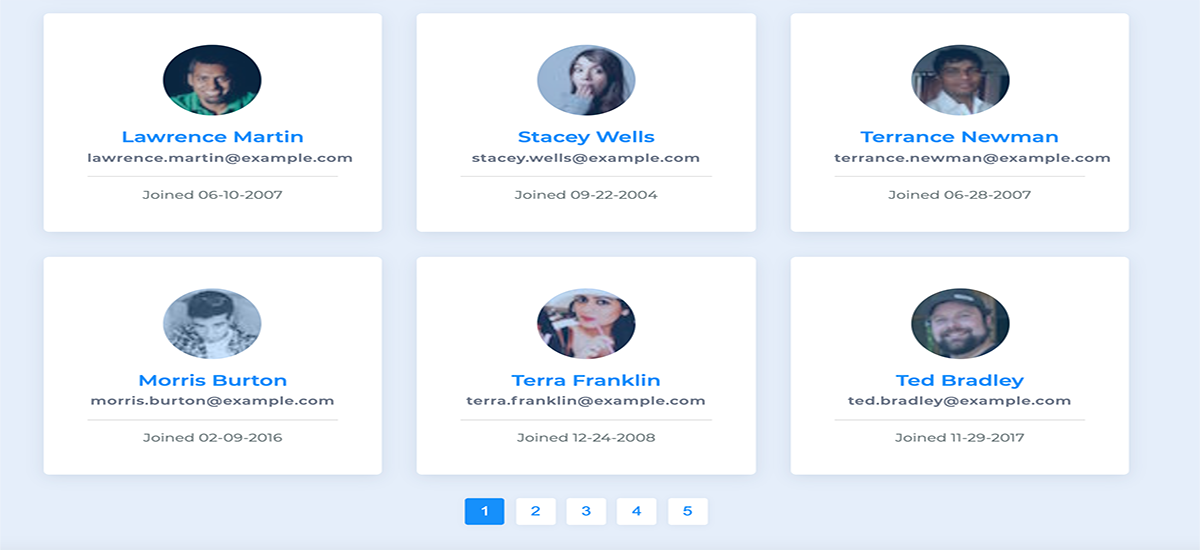 Lawrence Martin
lawrence.martin@example.com
Joined 06-10-2007
Stacey Wells
stacey.wells@example.com
Joined 09-22-2004
Terrance Newman
terrance.newman@example.com
Joined 06-28-2007
Morris Burton
morris.burton@example.com
Joined 02-09-2016
Terra Franklin
terra.franklin@example.com
Joined 12-24-2008
Ted Bradley
ted.bradley@example.com
Joined 11-29-2017
1 2 3 4 5